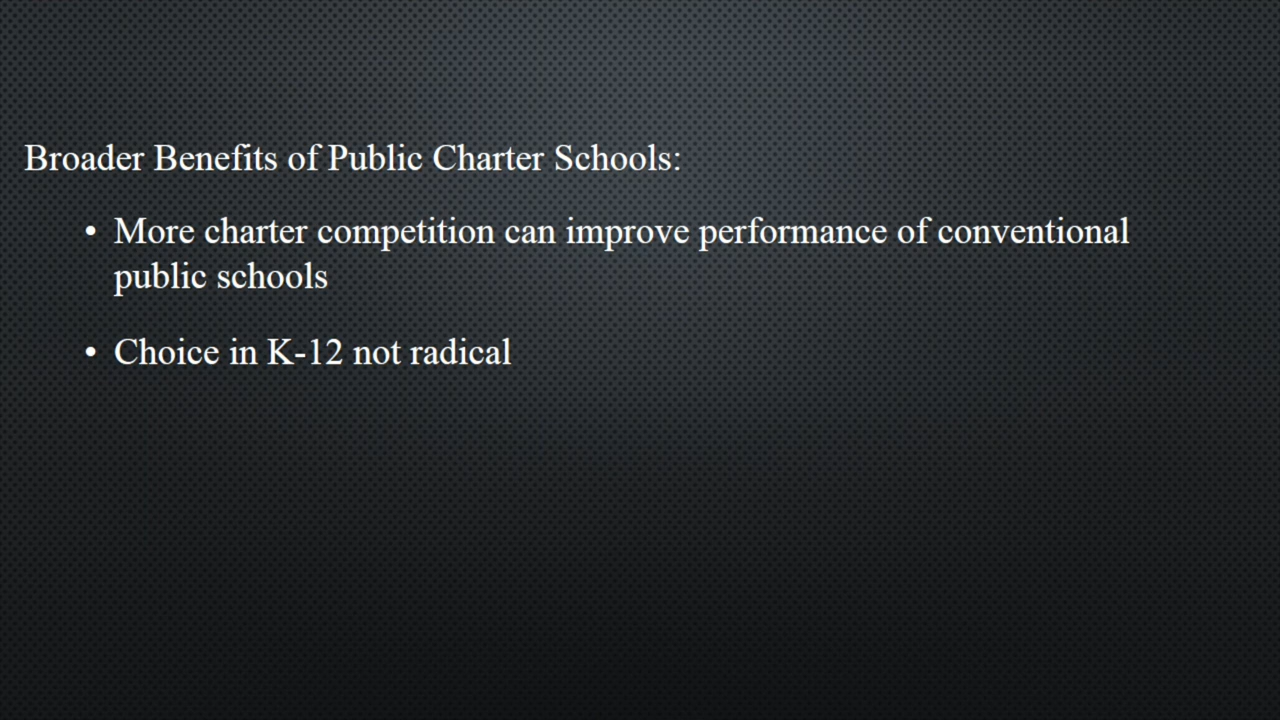 Broader Benefits of Public Charter Schools:
• More charter competition can improve performance of conventional
public schools
• Choice in K-12 not radical